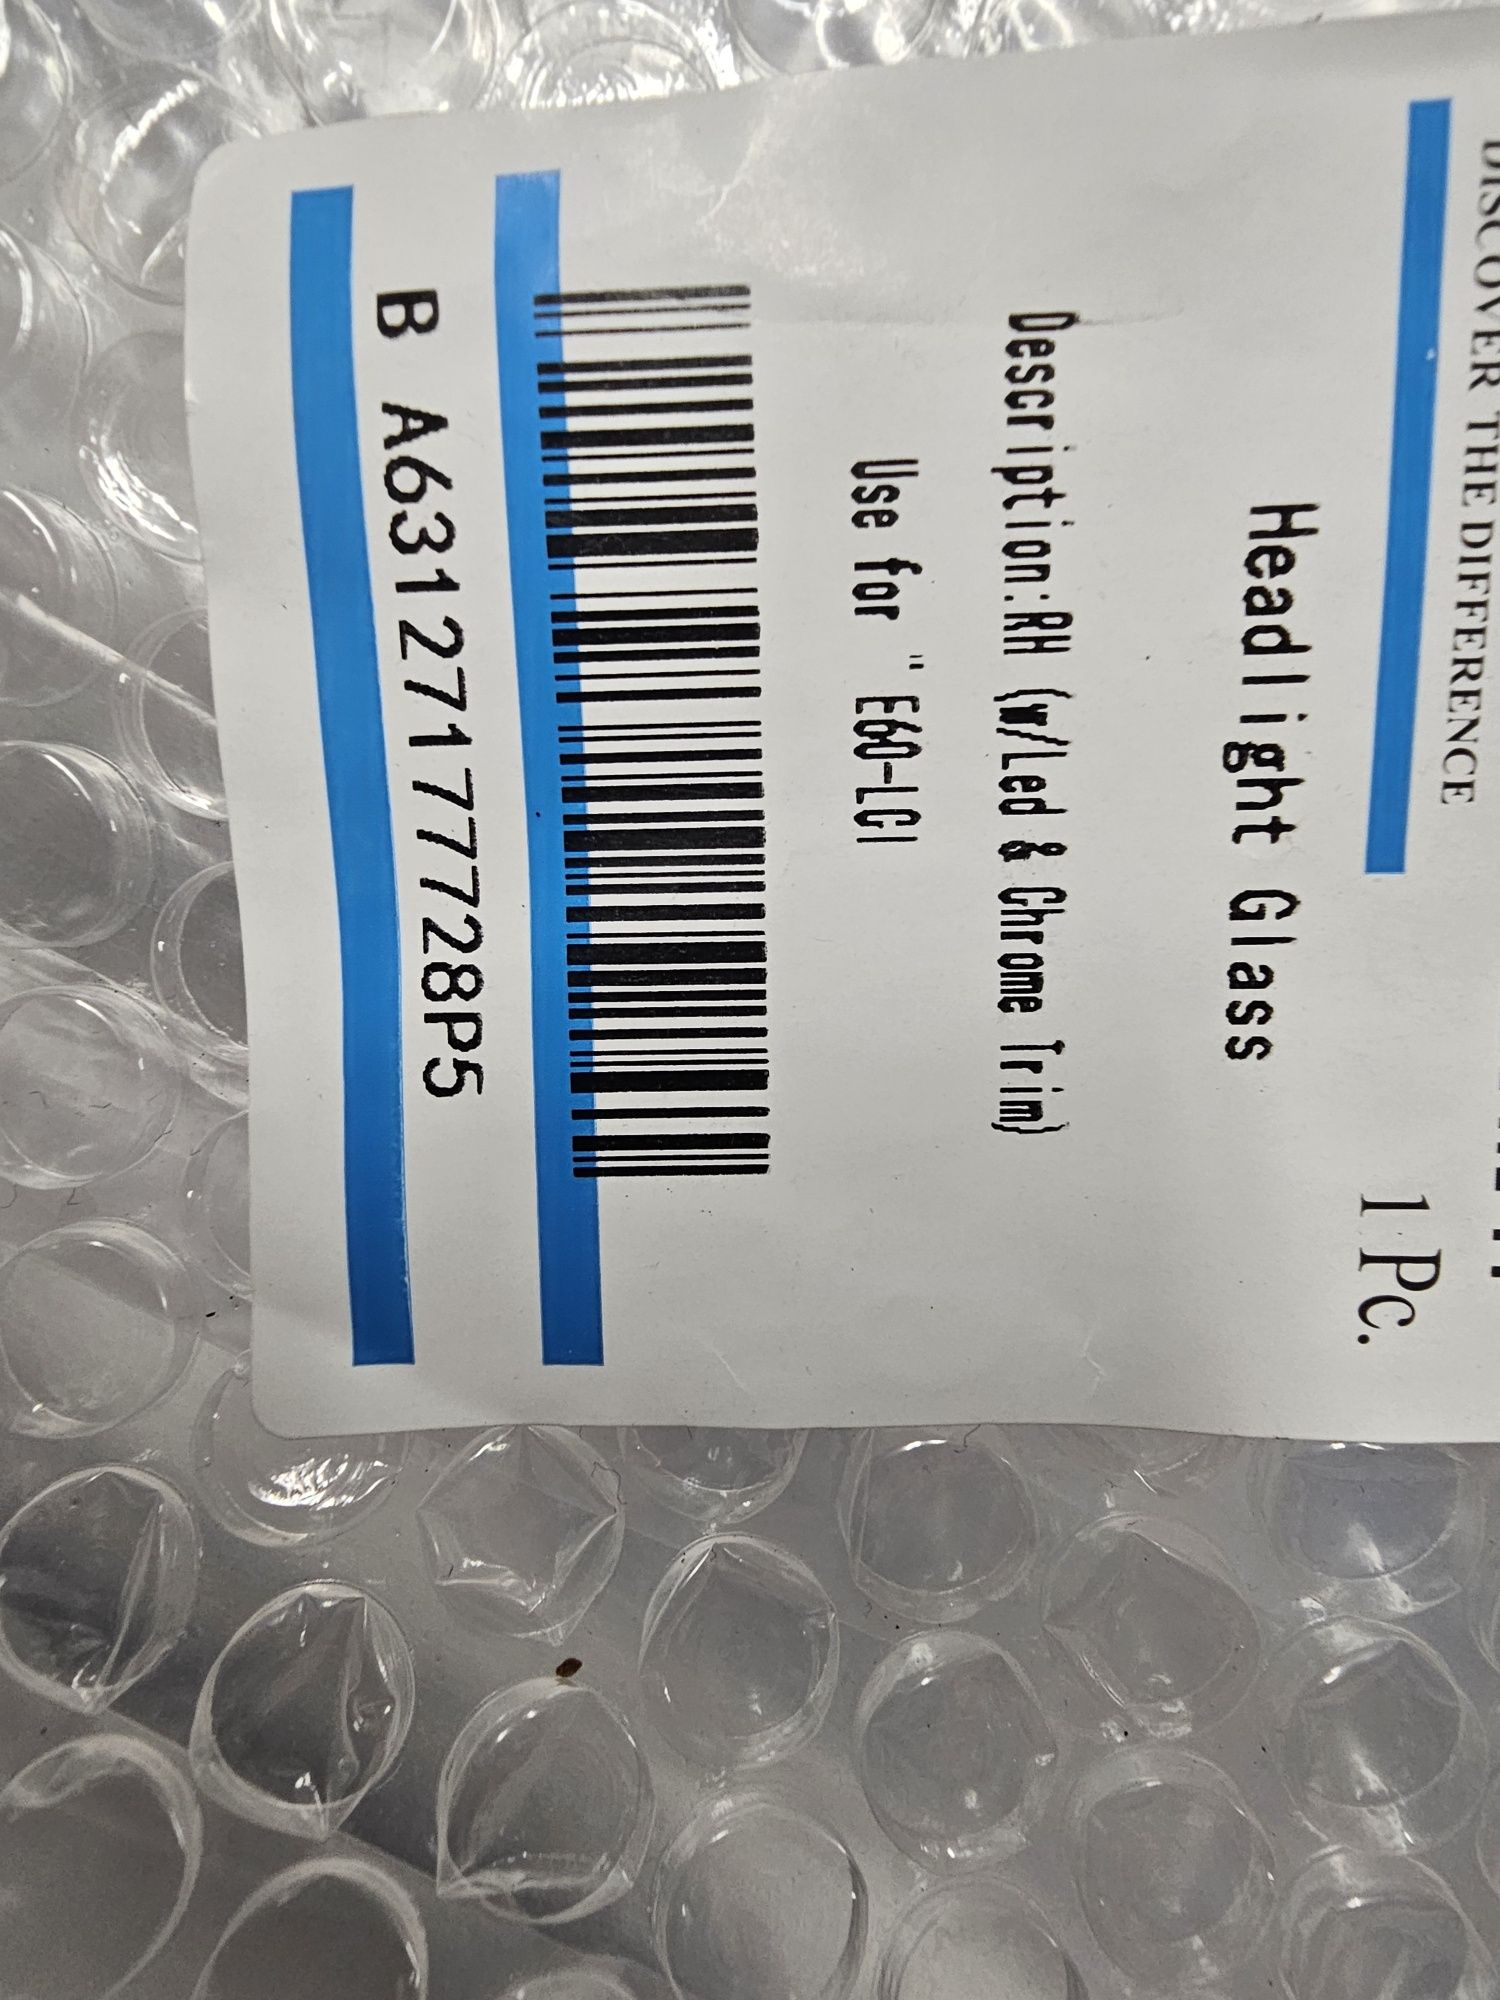 DISCOVER THE DIFFERENCE
1 Pc.
Headlight Glass
Description:RH (w/Led & Chrome Trim)
Use for " E60-LCI
B A63127177728P5